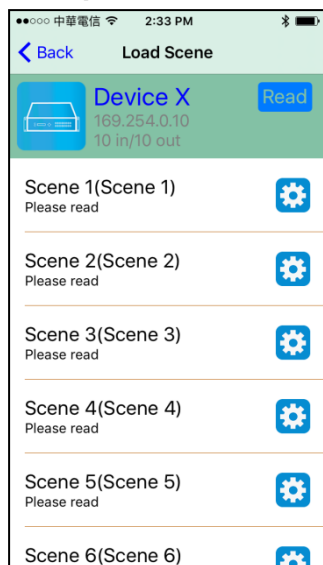 中華電信 2:33 PM
Back Load Scene
Device X Read
169.254.0.10
10 in/10 out
Scene 1(Scene 1)
Please read
Scene 2(Scene 2)
Please read
Scene 3(Scene 3)
Please read
Scene 4(Scene 4)
Please read
Scene 5(Scene 5)
Please read
Scene 6(Scene 6)